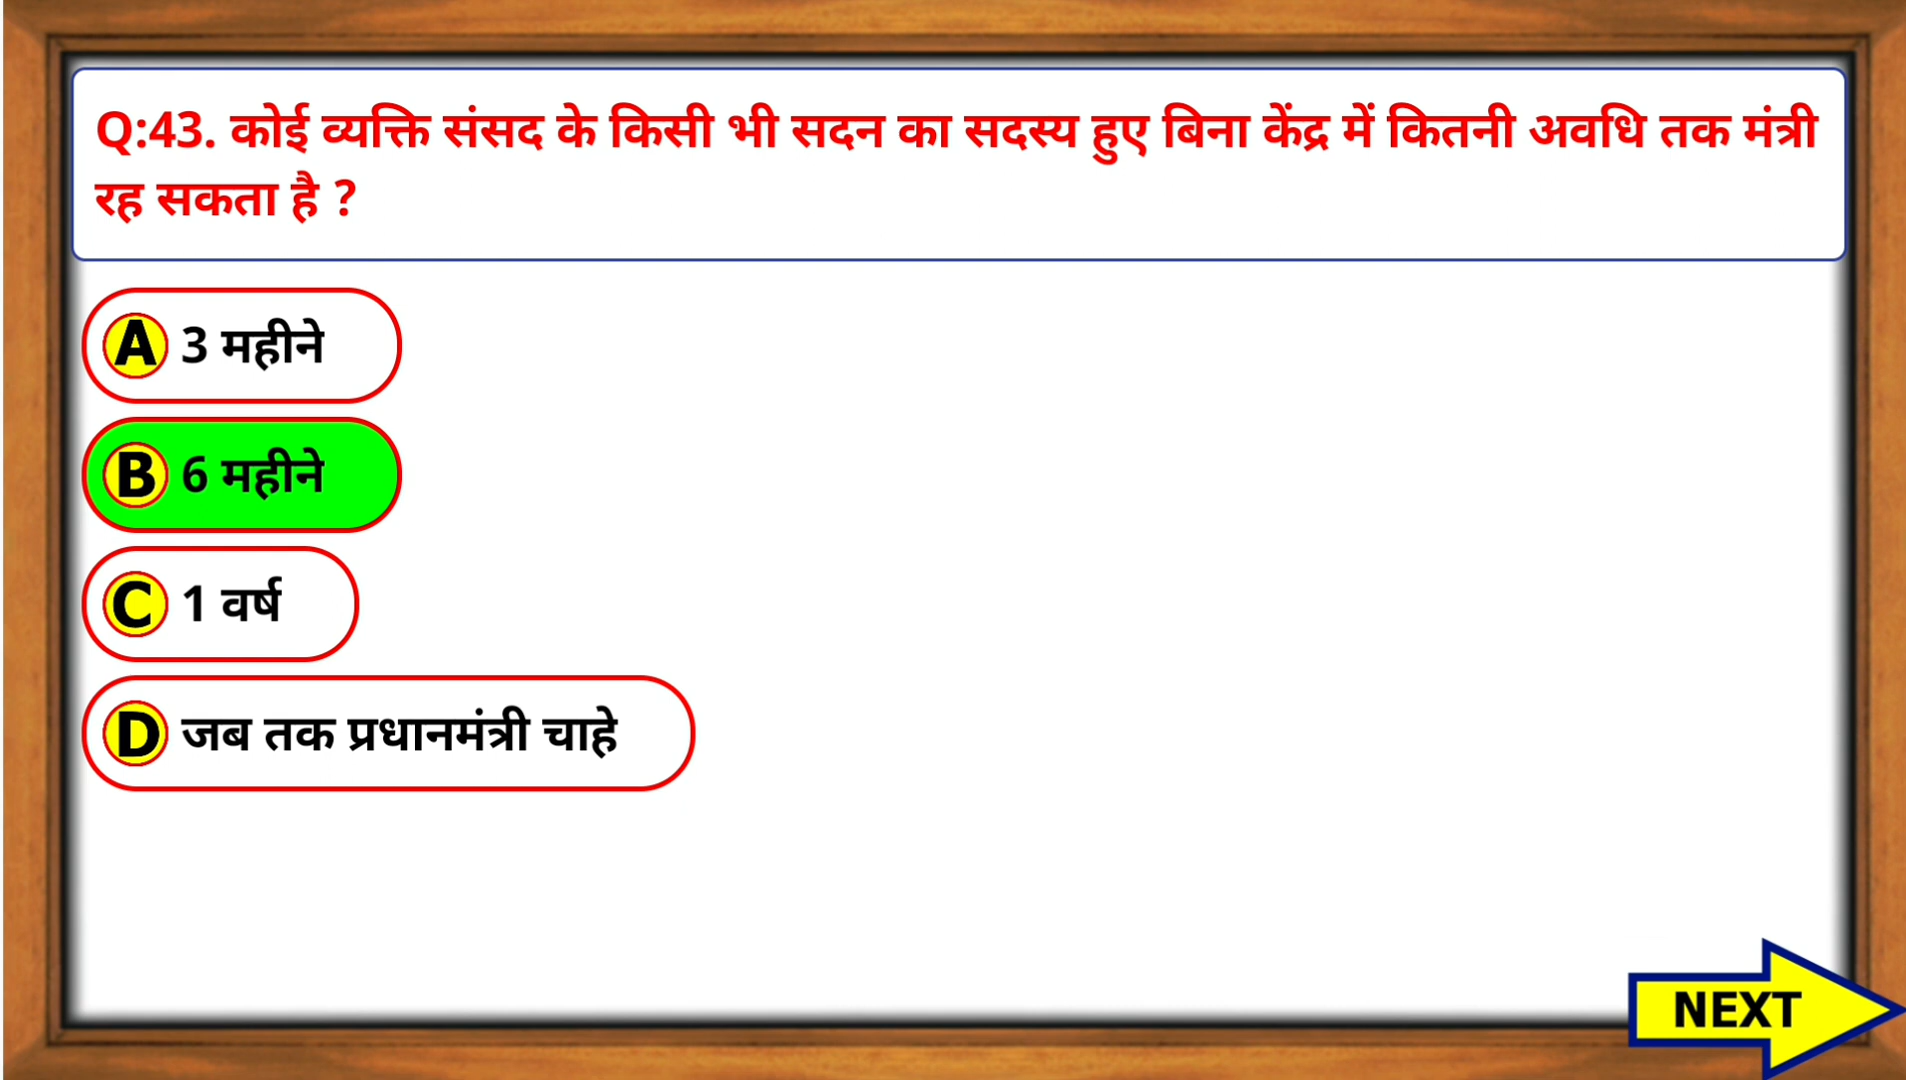 Q:43. कोई व्यक्ति संसद के किसी भी सदन का सदस्य हुए बिना केंद्र में कितनी अवधि तक मंत्री
रह सकता है ?
A 3 महीने
B 6 महीने
C 1 वर्ष
D जब तक प्रधानमंत्री चाहे
NEXT